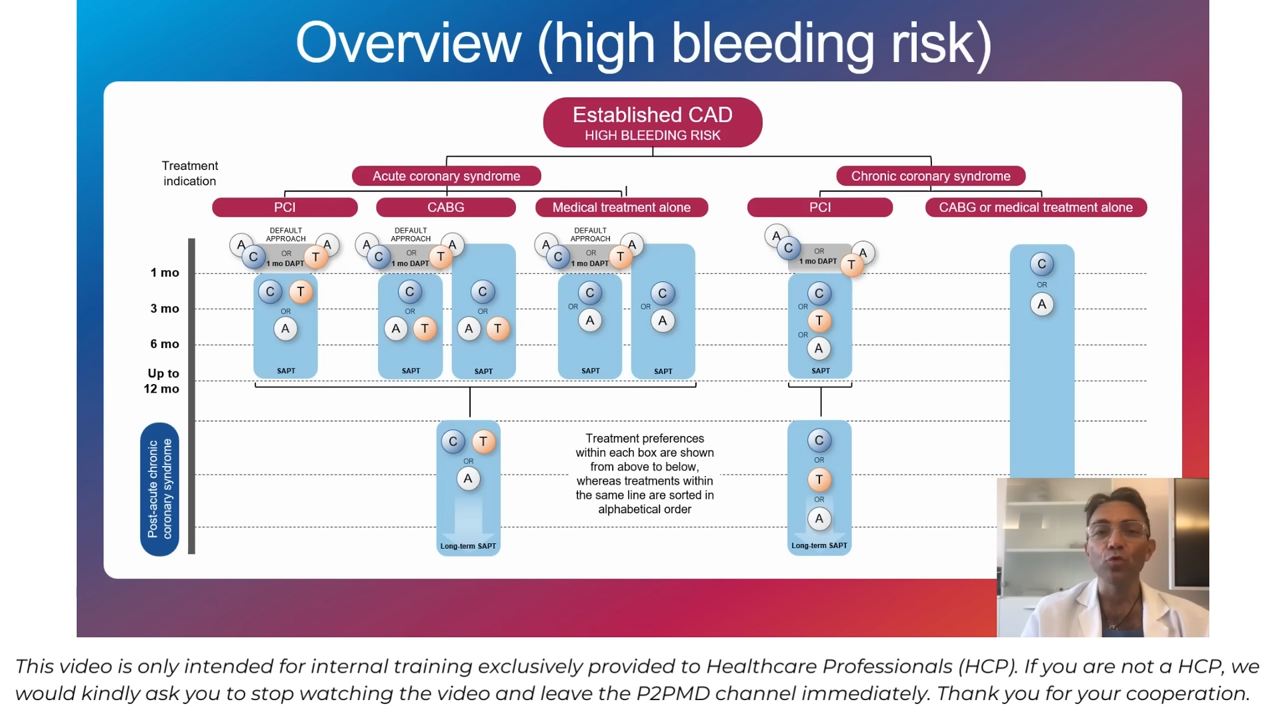 Overview (high bleeding risk)
Established CAD
HIGH BLEEDING RISK
Treatment
indication
Acute coronary syndrome
Chronic coronary syndrome
PCI
CABG
Medical treatment alone
PCI
CABG or medical treatment alone
DEFAULT
APPROACH
A
C
OR
1 mo DAPT
T
A
DEFAULT
APPROACH
A
C
OR
1 mo DAPT
T
A
DEFAULT
APPROACH
A
C
OR
1 mo DAPT
T
A
A
C
OR
1 mo DAPT
T
A
1 mo
3 mo
6 mo
Up to
12 mo
C T
OR
A
SAPT
C
OR
A T
SAPT
C
OR
A T
SAPT
C
OR
A
SAPT
C
OR
A
SAPT
C
OR
T
OR
A
SAPT
C
OR
A
Post-acute chronic
coronary syndrome
C T
OR
A
Long-term SAPT
Treatment preferences
within each box are shown
from above to below,
whereas treatments within
the same line are sorted in
alphabetical order
C
OR
T
OR
A
Long-term SAPT
This video is only intended for internal training exclusively provided to Healthcare Professionals (HCP). If you are not a HCP, we
would kindly ask you to stop watching the video and leave the P2PMD channel immediately. Thank you for your cooperation.